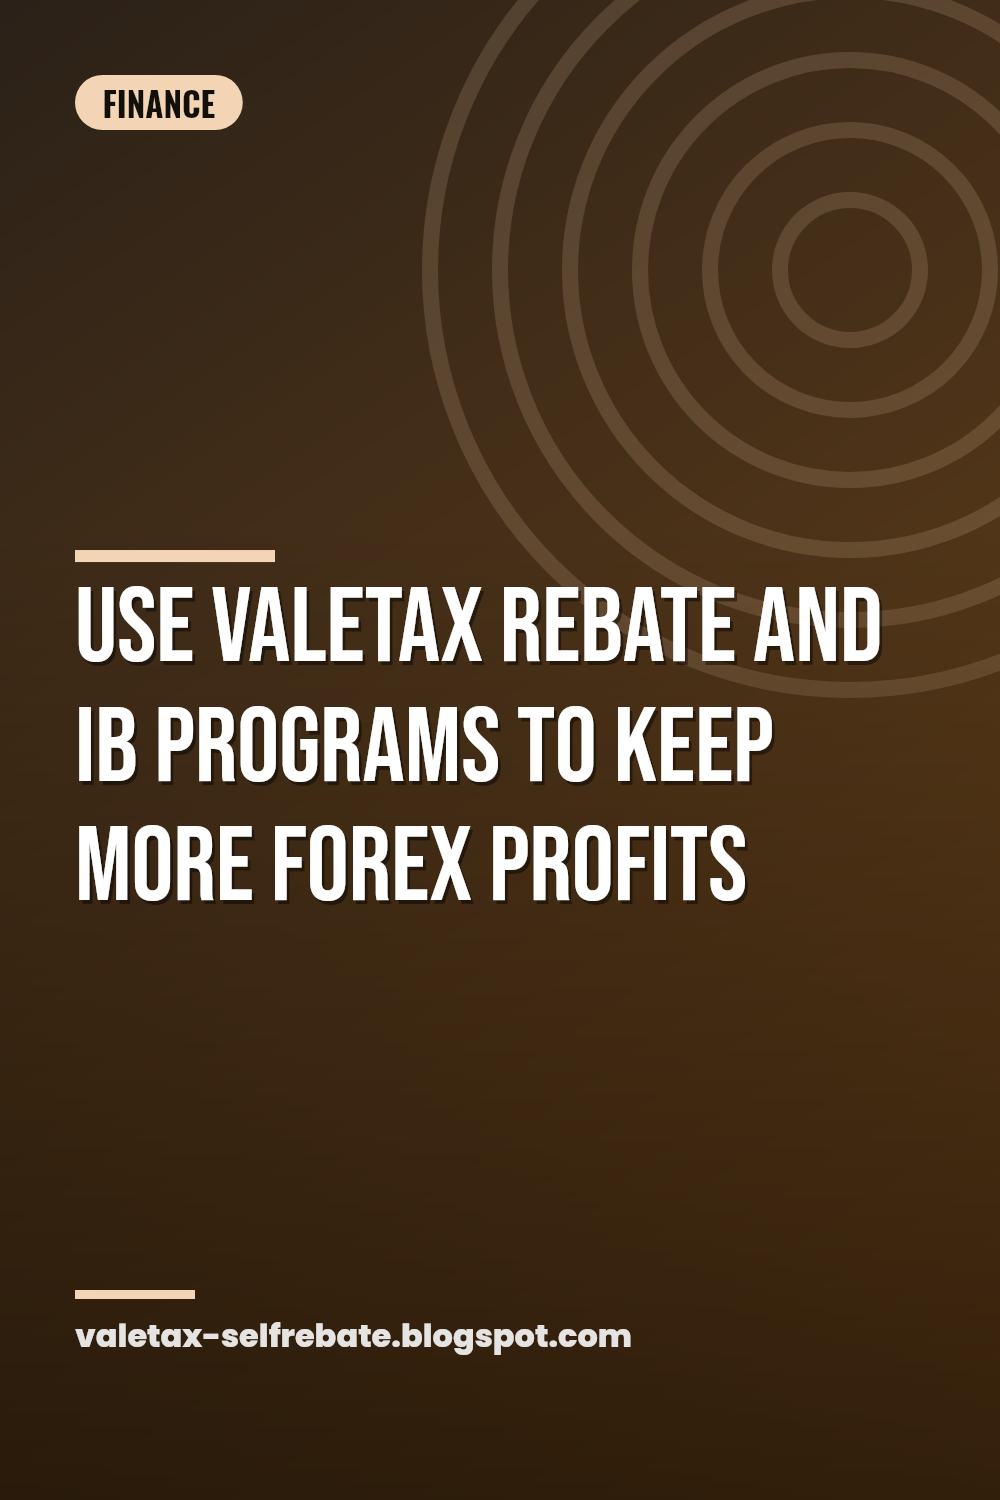 FINANCE
USE VALETAX REBATE AND
IB PROGRAMS TO KEEP
MORE FOREX PROFITS
valetax-selfrebate.blogspot.com